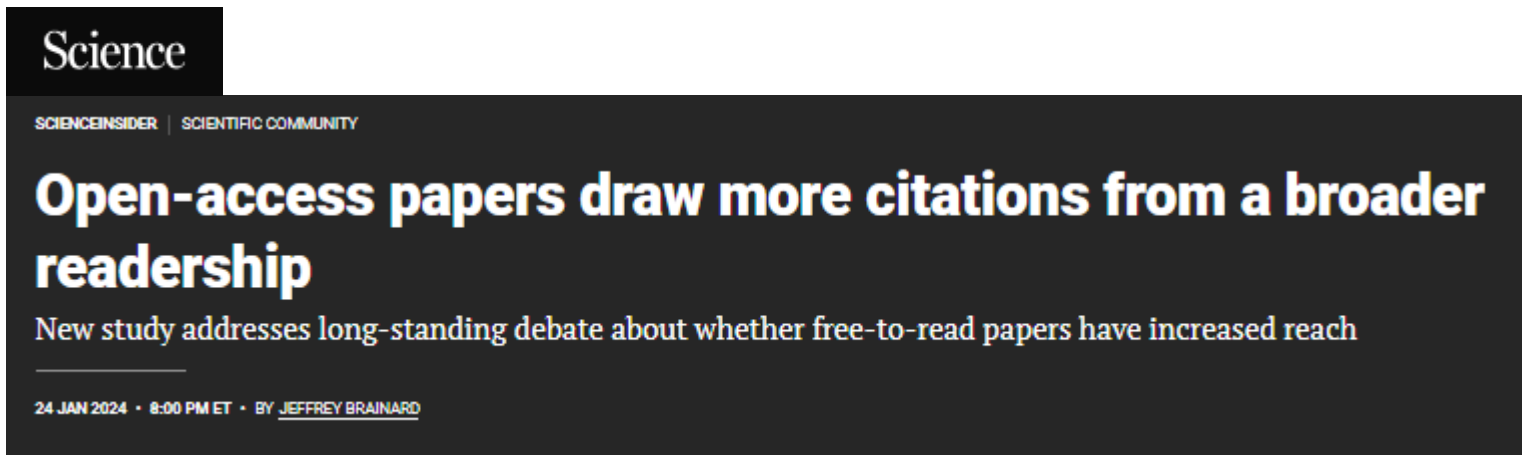 Science
SCIENCEINSIDER | SCIENTIFIC COMMUNITY
Open-access papers draw more citations from a broader
readership
New study addresses long-standing debate about whether free-to-read papers have increased reach
24 JAN 2024 • 8:00 PM ET • BY JEFFREY BRAINARD